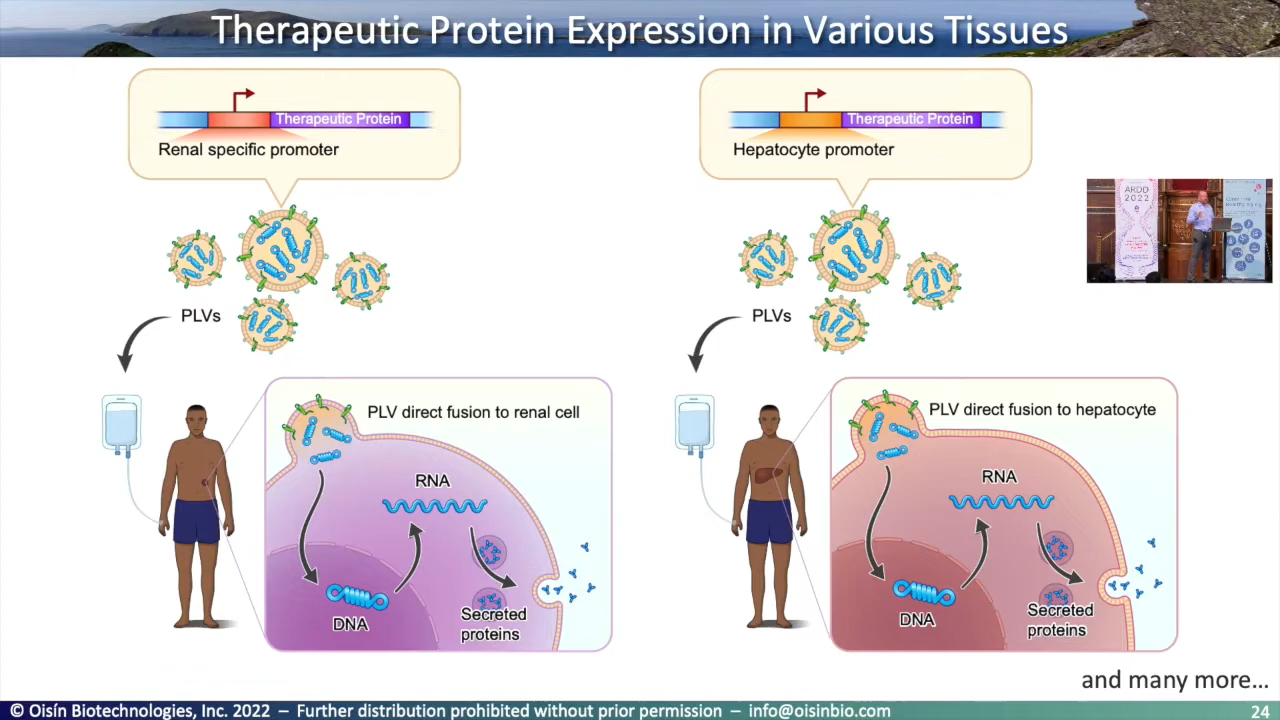 Therapeutic Protein Expression in Various Tissues
Therapeutic Protein
Renal specific promoter
PLVs
PLV direct fusion to renal cell
RNA
DNA
Secreted
proteins
Therapeutic Protein
Hepatocyte promoter
PLVs
PLV direct fusion to hepatocyte
RNA
DNA
Secreted
proteins
ARDD
2022
and many more...
© Oisín Biotechnologies, Inc. 2022 – Further distribution prohibited without prior permission – info@oisinbio.com
24